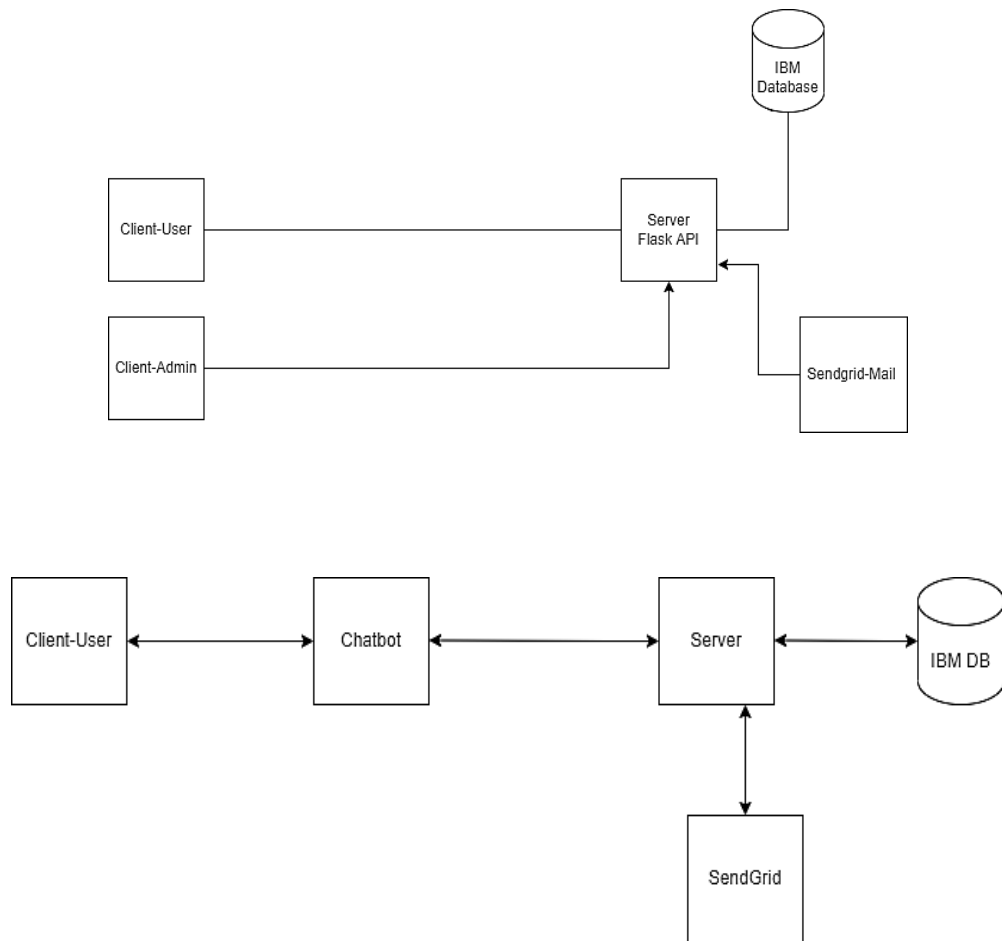 IBM
Database
Client-User
Server
Flask API
Client-Admin
Sendgrid-Mail
Client-User
Chatbot
Server
IBM DB
SendGrid